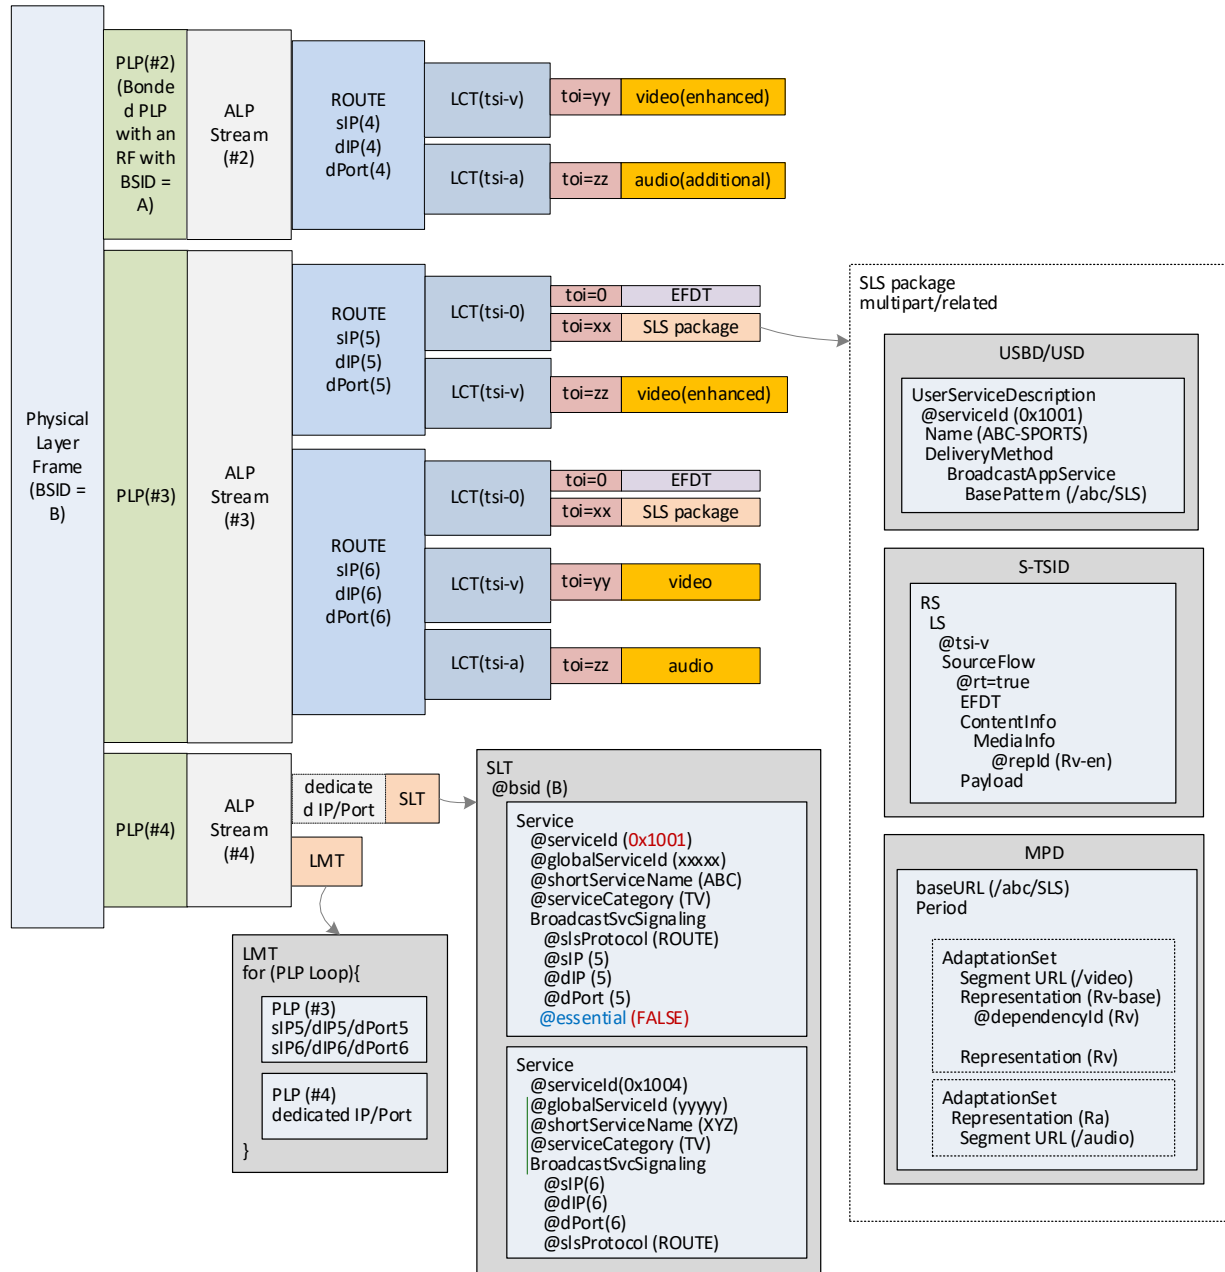 Physical
Layer
Frame
(BSID =
B)
PLP(#2)
(Bonde
d PLP
with an
RF with
BSID =
A)
ALP
Stream
(#2)
ROUTE
sIP(4)
dIP(4)
dPort(4)
LCT(tsi-v)
toi=yy
video(enhanced)
LCT(tsi-a)
toi=zz
audio(additional)
PLP(#3)
ALP
Stream
(#3)
ROUTE
sIP(5)
dIP(5)
dPort(5)
LCT(tsi-0)
toi=0
EFDT
toi=xx
SLS package
LCT(tsi-v)
toi=zz
video(enhanced)
ROUTE
sIP(6)
dIP(6)
dPort(6)
LCT(tsi-0)
toi=0
EFDT
toi=xx
SLS package
LCT(tsi-v)
toi=yy
video
LCT(tsi-a)
toi=zz
audio
PLP(#4)
ALP
Stream
(#4)
dedicate
d IP/Port
SLT
LMT
LMT
for (PLP Loop){
PLP (#3)
sIP5/dIP5/dPort5
sIP6/dIP6/dPort6
PLP (#4)
dedicated IP/Port
}
SLT
@bsid (B)
Service
@serviceId (0x1001)
@globalServiceId (xxxxx)
@shortServiceName (ABC)
@serviceCategory (TV)
BroadcastSvcSignaling
@slsProtocol (ROUTE)
@sIP (5)
@dIP (5)
@dPort (5)
@essential (FALSE)
Service
@serviceId(0x1004)
@globalServiceId (yyyyy)
@shortServiceName (XYZ)
@serviceCategory (TV)
BroadcastSvcSignaling
@sIP(6)
@dIP(6)
@dPort(6)
@slsProtocol (ROUTE)
SLS package
multipart/related
USBD/USD
UserServiceDescription
@serviceId (0x1001)
Name (ABC-SPORTS)
DeliveryMethod
BroadcastAppService
BasePattern (/abc/SLS)
S-TSID
RS
LS
@tsi-v
SourceFlow
@rt=true
EFDT
ContentInfo
MediaInfo
@repId (Rv-en)
Payload
MPD
baseURL (/abc/SLS)
Period
AdaptationSet
Segment URL (/video)
Representation (Rv-base)
@dependencyId (Rv)
Representation (Rv)
AdaptationSet
Representation (Ra)
Segment URL (/audio)